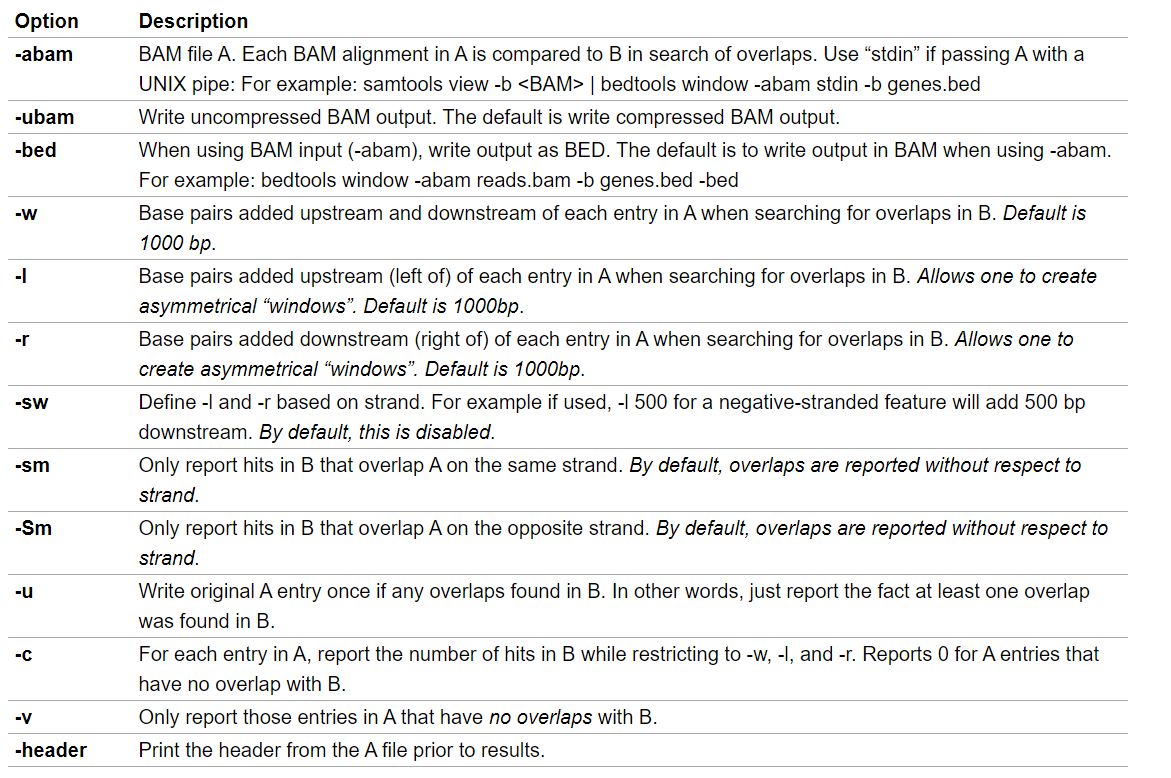 Option Description
-abam BAM file A. Each BAM alignment in A is compared to B in search of overlaps. Use “stdin” if passing A with a
UNIX pipe: For example: samtools view -b <BAM> | bedtools window -abam stdin -b genes.bed
-ubam Write uncompressed BAM output. The default is write compressed BAM output.
-bed When using BAM input (-abam), write output as BED. The default is to write output in BAM when using -abam.
For example: bedtools window -abam reads.bam -b genes.bed -bed
-w Base pairs added upstream and downstream of each entry in A when searching for overlaps in B. Default is
1000 bp.
-l Base pairs added upstream (left of) of each entry in A when searching for overlaps in B. Allows one to create
asymmetrical “windows”. Default is 1000bp.
-r Base pairs added downstream (right of) of each entry in A when searching for overlaps in B. Allows one to
create asymmetrical “windows”. Default is 1000bp.
-sw Define -l and -r based on strand. For example if used, -l 500 for a negative-stranded feature will add 500 bp
downstream. By default, this is disabled.
-sm Only report hits in B that overlap A on the same strand. By default, overlaps are reported without respect to
strand.
-Sm Only report hits in B that overlap A on the opposite strand. By default, overlaps are reported without respect to
strand.
-u Write original A entry once if any overlaps found in B. In other words, just report the fact at least one overlap
was found in B.
-c For each entry in A, report the number of hits in B while restricting to -w, -l, and -r. Reports 0 for A entries that
have no overlap with B.
-v Only report those entries in A that have no overlaps with B.
-header Print the header from the A file prior to results.